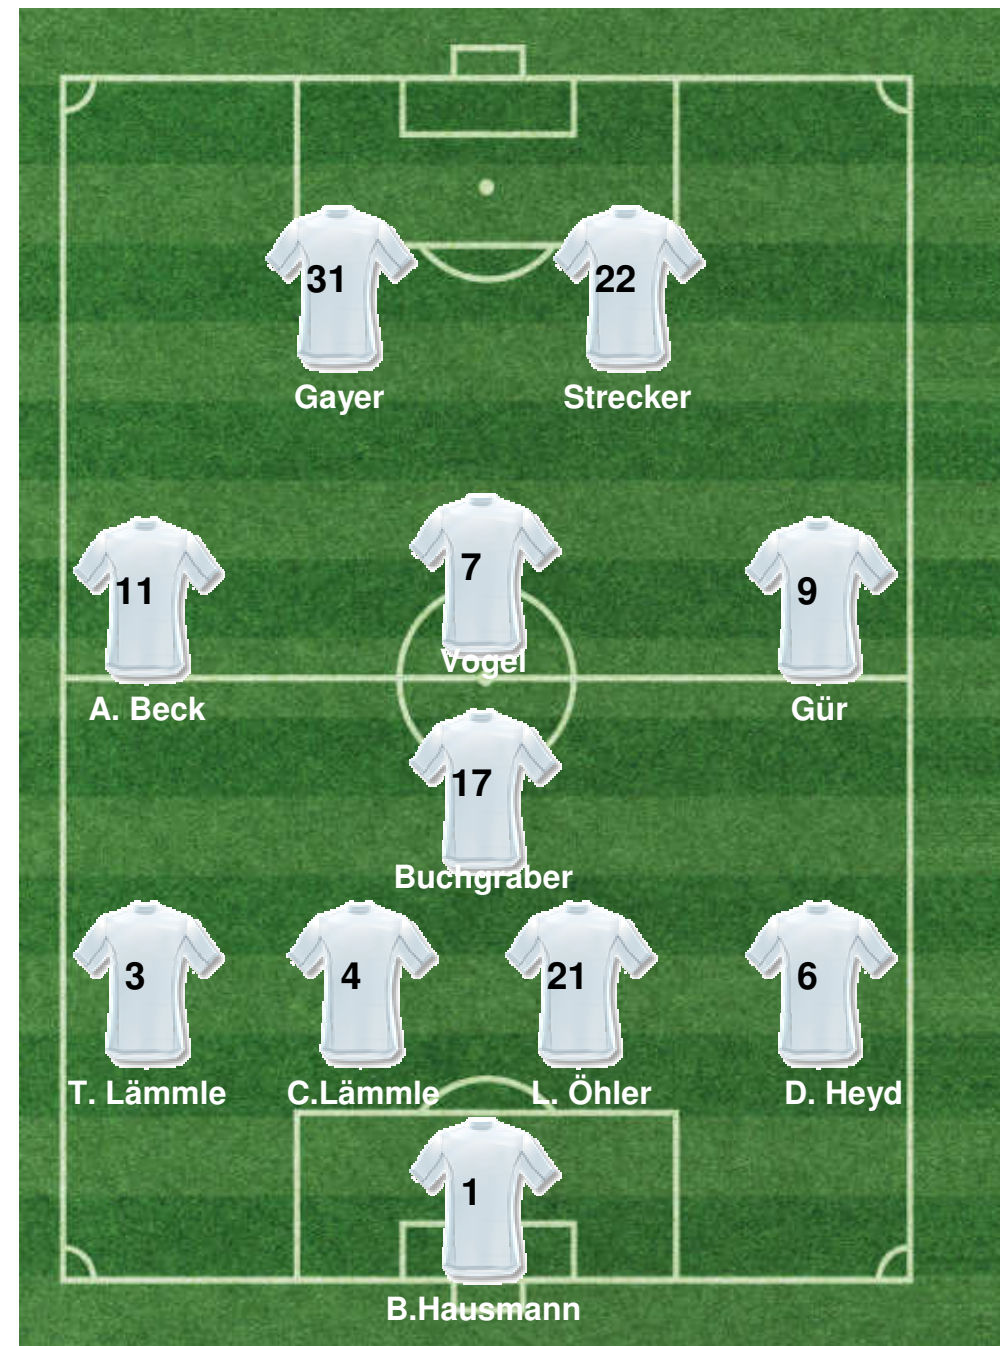 31
22
Gayer
Strecker
11
7
9
Vogel
A. Beck
Gür
17
Buchgraber
3
4
21
6
T. Lämmle
C.Lämmle
L. Öhler
D. Heyd
1
B.Hausmann